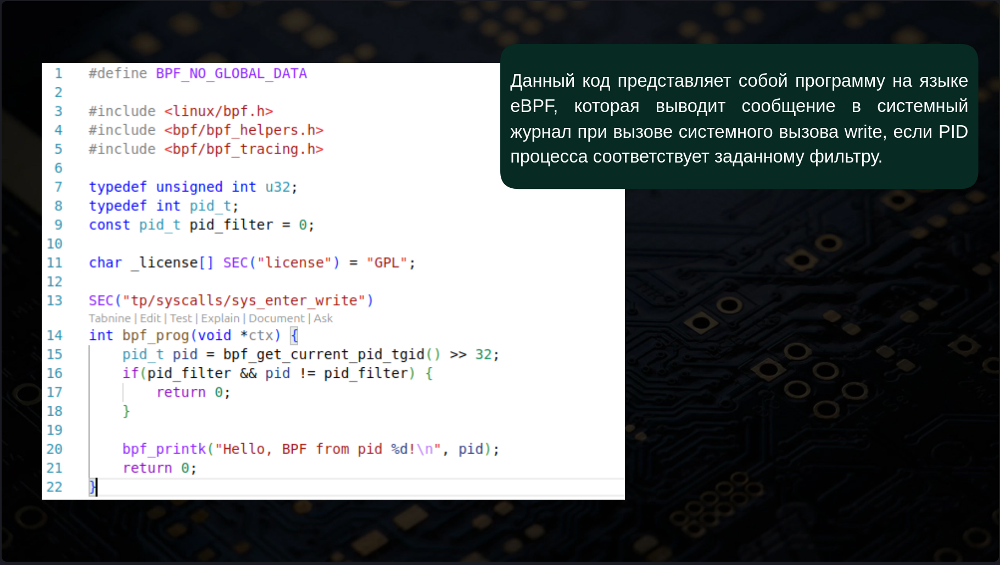 1 #define BPF_NO_GLOBAL_DATA
2
3 #include <linux/bpf.h>
4 #include <bpf/bpf_helpers.h>
5 #include <bpf/bpf_tracing.h>
6
7 typedef unsigned int u32;
8 typedef int pid_t;
9 const pid_t pid_filter = 0;
10
11 char _license[] SEC("license") = "GPL";
12
13 SEC("tp/syscalls/sys_enter_write")
Tabnine | Edit | Test | Explain | Document | Ask
14 int bpf_prog(void *ctx) {
15     pid_t pid = bpf_get_current_pid_tgid() >> 32;
16     if(pid_filter && pid != pid_filter) {
17         return 0;
18     }
19
20     bpf_printk("Hello, BPF from pid %d!\n", pid);
21     return 0;
22 }
Данный код представляет собой программу на языке
eBPF, которая выводит сообщение в системный
журнал при вызове системного вызова write, если PID
процесса соответствует заданному фильтру.